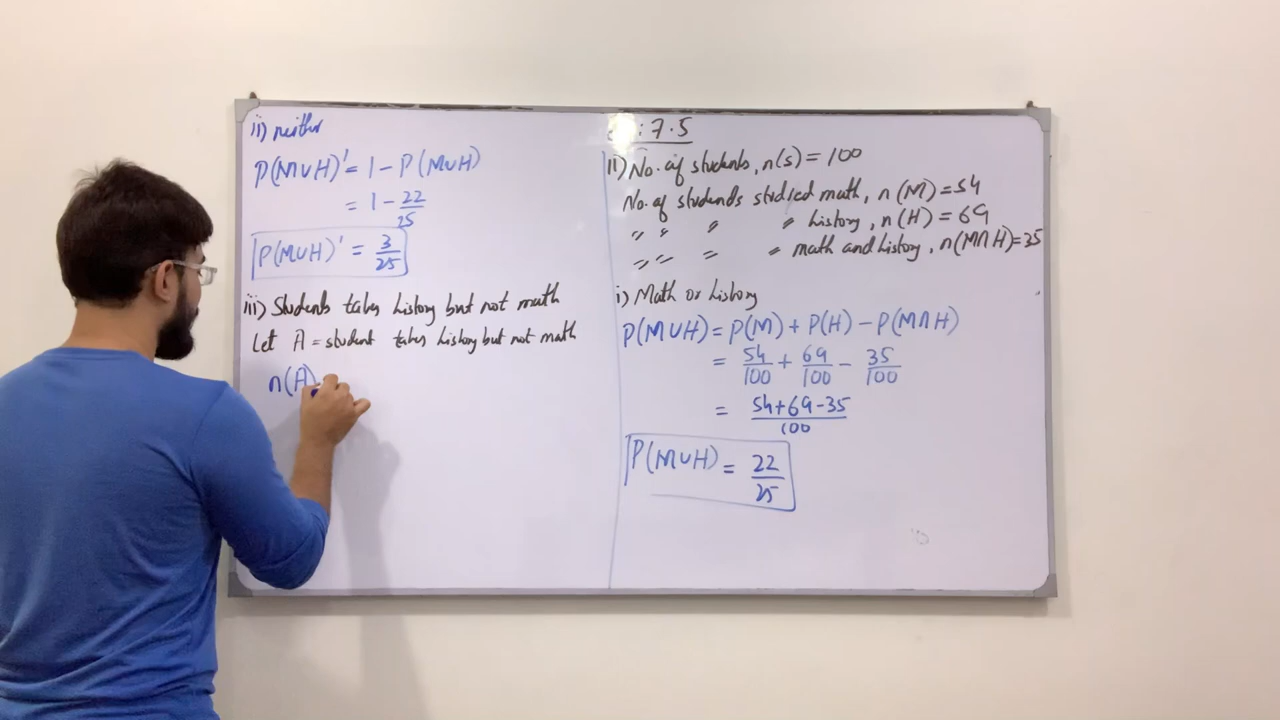 : 7.5
11) No. of students, n(s) = 100
No. of students studied math, n(M) = 54
〃 〃 〃 〃 history, n(H) = 69
〃 〃 〃 〃 math and history, n(M∩H) = 35
i) Math or history
P(M∪H) = P(M) + P(H) − P(M∩H)
= 54/100 + 69/100 − 35/100
= 54+69-35/100
P(M∪H) = 22/25
ii) neither
P(M∪H)' = 1 − P(M∪H)
= 1 − 22/25
P(M∪H)' = 3/25
iii) Students takes history but not math
Let A = student takes history but not math
n(A)